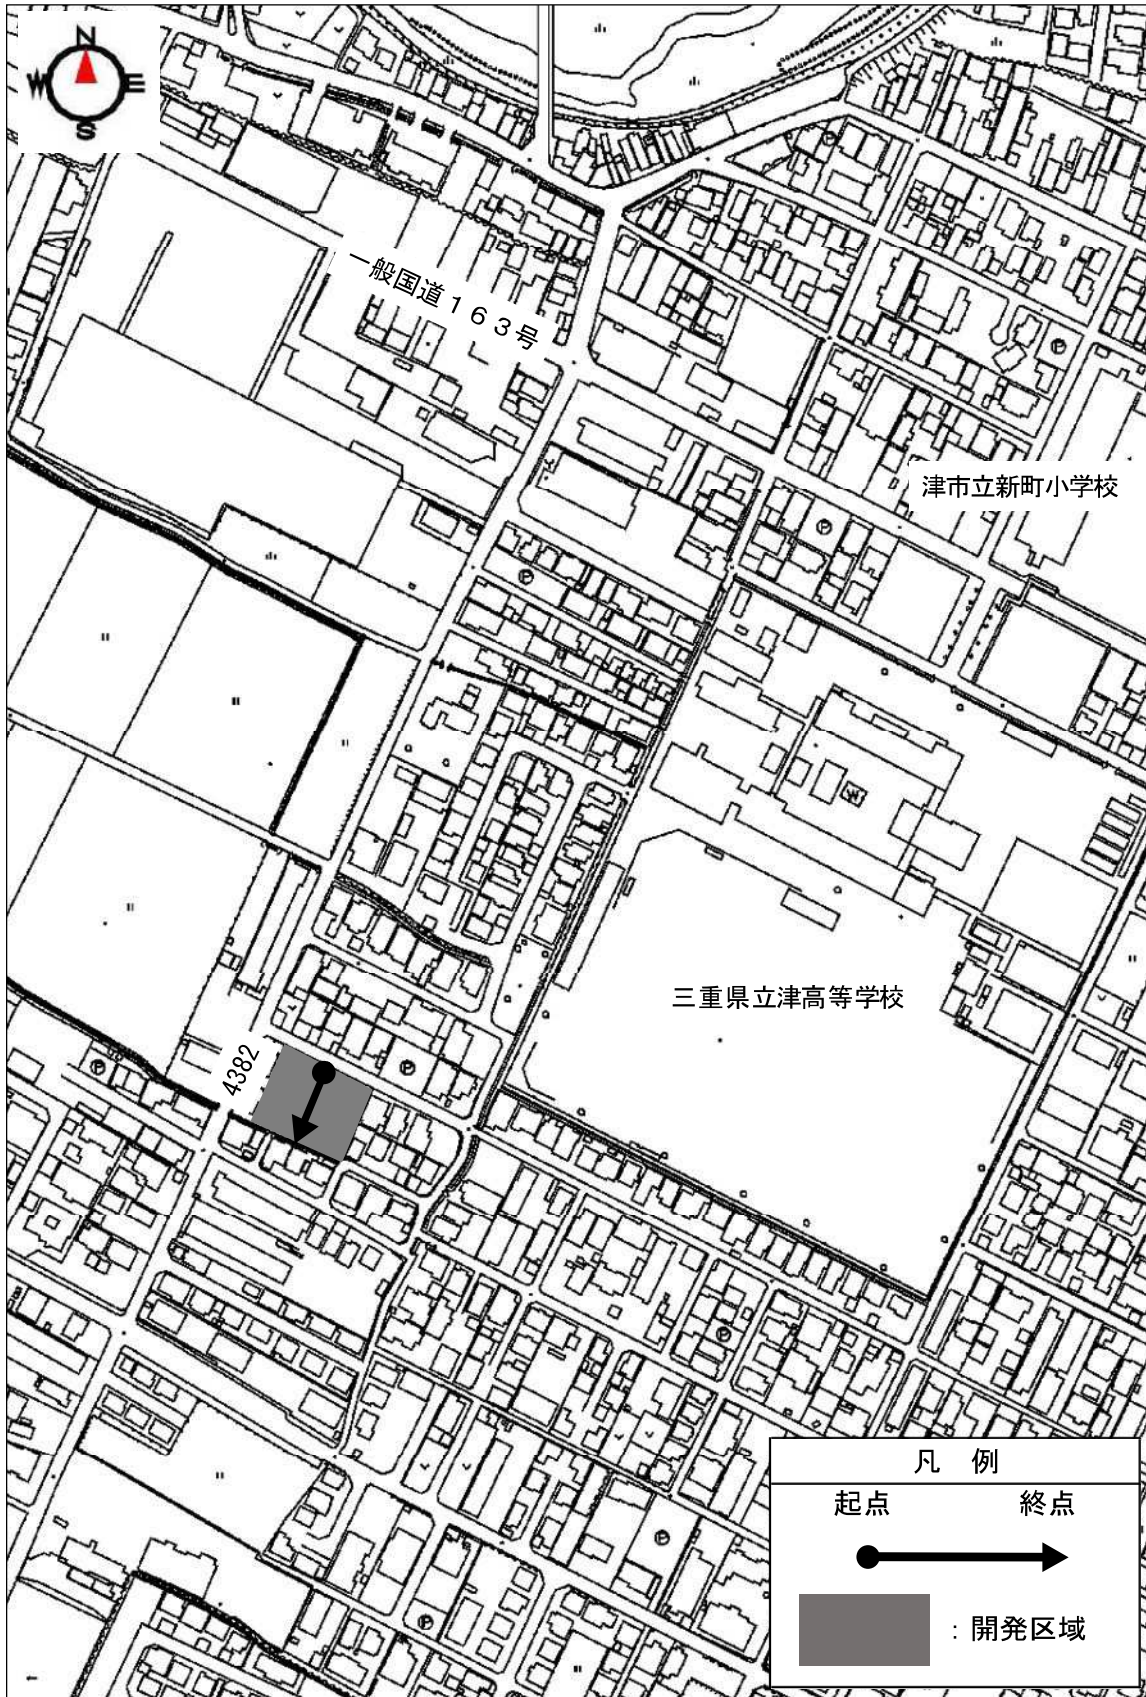 N
W E
S
一般国道163号
津市立新町小学校
三重県立津高等学校
4382
凡 例
起点 終点
:開発区域